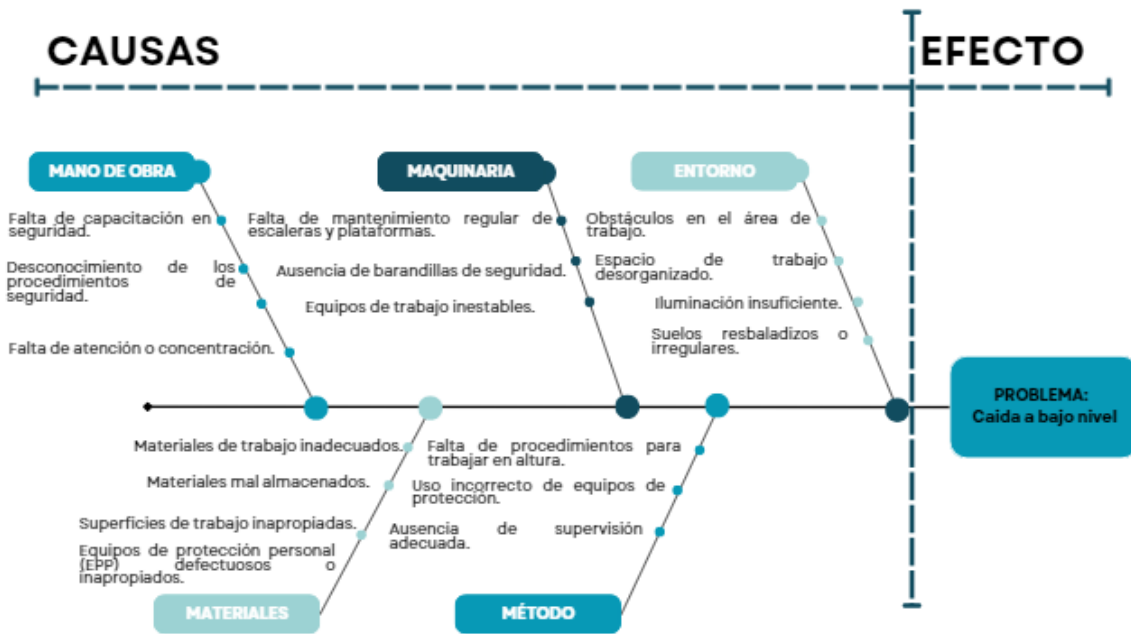 CAUSAS
EFECTO
MANO DE OBRA
Falta de capacitación en
seguridad.
Desconocimiento de los
procedimientos de
seguridad.
Falta de atención o concentración.
MAQUINARIA
Falta de mantenimiento regular de
escaleras y plataformas.
Ausencia de barandillas de seguridad.
Equipos de trabajo inestables.
ENTORNO
Obstáculos en el área de
trabajo.
Espacio de trabajo
desorganizado.
Iluminación insuficiente.
Suelos resbaladizos o
irregulares.
PROBLEMA:
Caida a bajo nivel
Materiales de trabajo inadecuados.
Materiales mal almacenados.
Superficies de trabajo inapropiadas.
Equipos de protección personal
(EPP) defectuosos o
inapropiados.
MATERIALES
Falta de procedimientos para
trabajar en altura.
Uso incorrecto de equipos de
protección.
Ausencia de supervisión
adecuada.
MÉTODO